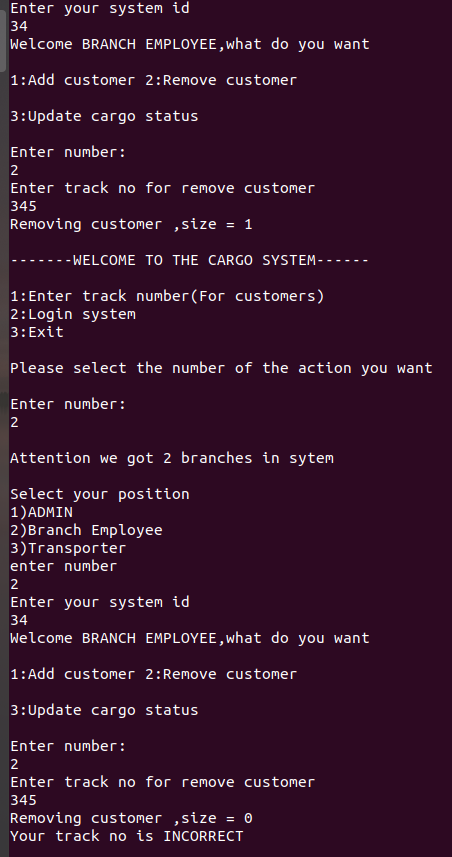 Enter your system id
34
Welcome BRANCH EMPLOYEE,what do you want
1:Add customer 2:Remove customer
3:Update cargo status
Enter number:
2
Enter track no for remove customer
345
Removing customer ,size = 1
-------WELCOME TO THE CARGO SYSTEM------
1:Enter track number(For customers)
2:Login system
3:Exit
Please select the number of the action you want
Enter number:
2
Attention we got 2 branches in sytem
Select your position
1)ADMIN
2)Branch Employee
3)Transporter
enter number
2
Enter your system id
34
Welcome BRANCH EMPLOYEE,what do you want
1:Add customer 2:Remove customer
3:Update cargo status
Enter number:
2
Enter track no for remove customer
345
Removing customer ,size = 0
Your track no is INCORRECT